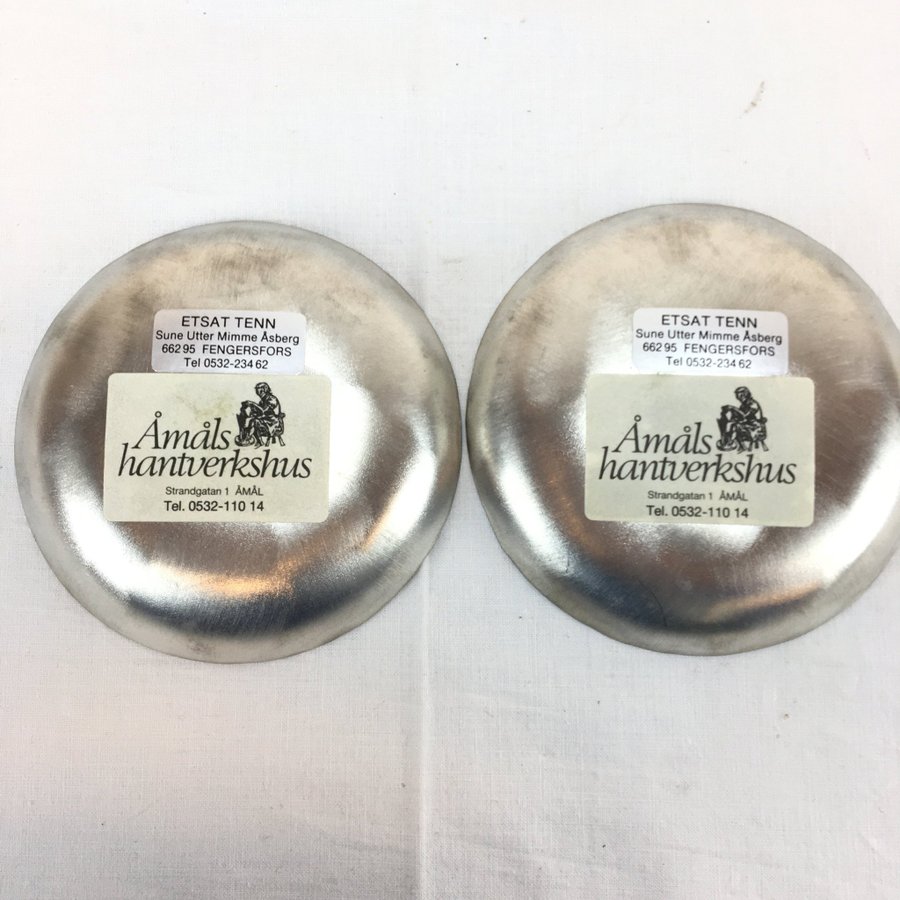 ETSAT TENN
Sune Utter Mimme Åsberg
662 95 FENGERSFORS
Tel 0532-234 62
Åmåls
hantverkshus
Strandgatan 1 ÅMÅL
Tel. 0532-110 14
ETSAT TENN
Sune Utter Mimme Åsberg
662 95 FENGERSFORS
Tel 0532-234 62
Åmåls
hantverkshus
Strandgatan 1 ÅMÅL
Tel. 0532-110 14